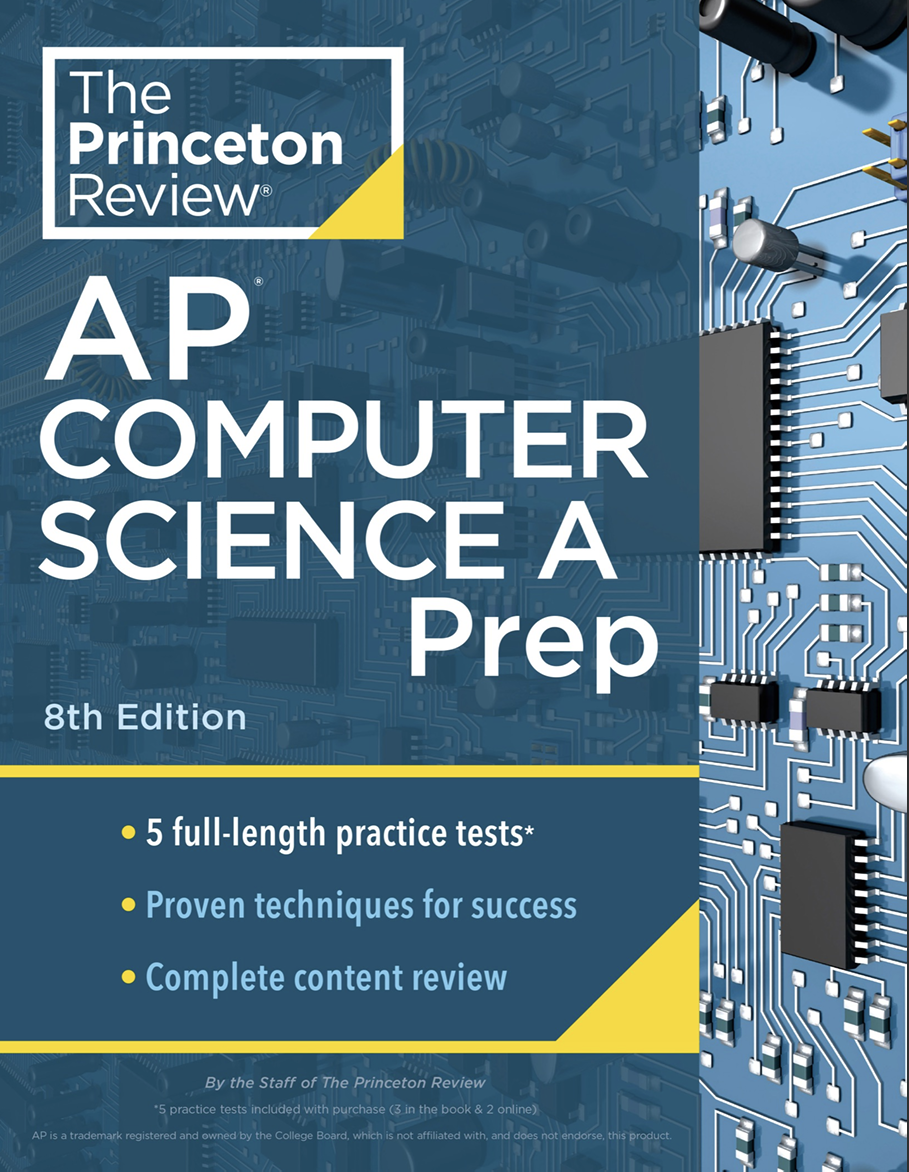 The
Princeton
Review®
AP®
COMPUTER
SCIENCE A
Prep
8th Edition
• 5 full-length practice tests*
• Proven techniques for success
• Complete content review
By the Staff of The Princeton Review
*5 practice tests included with purchase (3 in the book & 2 online)
AP is a trademark registered and owned by the College Board, which is not affiliated with, and does not endorse, this product.